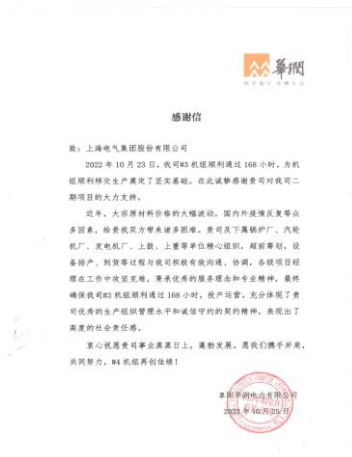 華潤
感谢信
致：上海电气集团股份有限公司
2022 年 10 月 23 日，我司#3 机组顺利通过 168 小时，为机
组顺利移交生产奠定了坚实基础。在此诚挚感谢贵司对我司二
期项目的大力支持。
近年，大宗原材料价格的大幅波动，国内外疫情反复等众
多因素，给贵我双方带来诸多困难。贵司及下属锅炉厂、汽轮
机厂、发电机厂、上鼓、上重等单位精心组织，超前筹划，设
备排产、到货等过程与我司积极有效沟通、协调，各级项目经
理在工作中攻坚克难，秉承优秀的服务理念和专业精神，最终
确保我司#3 机组顺利通过 168 小时，投产运营。充分体现了贵
司优秀的生产组织管理水平和诚信守约的契约精神，表现出了
高度的社会责任感。
衷心祝愿贵司事业蒸蒸日上，蓬勃发展。愿我们携手并肩，
共同努力，#4 机组再创佳绩！
阜阳华润电力有限公司
2022 年 10 月 25 日